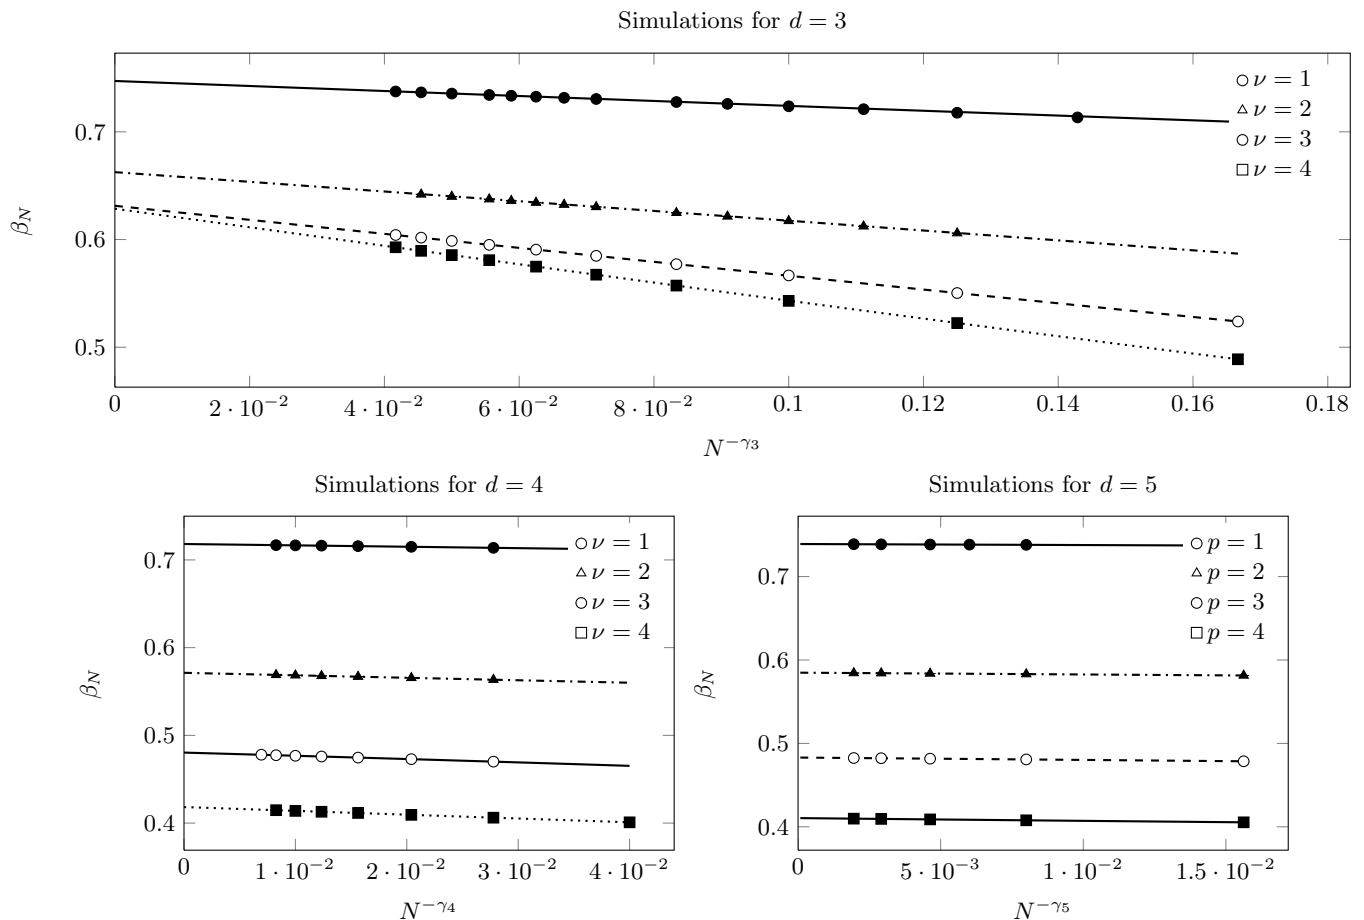 Simulations for d = 3
ν = 1
ν = 2
ν = 3
ν = 4
0.7
0.6
0.5
β_N
0 2 · 10⁻² 4 · 10⁻² 6 · 10⁻² 8 · 10⁻² 0.1 0.12 0.14 0.16 0.18
N^{−γ_3}
Simulations for d = 4
ν = 1
ν = 2
ν = 3
ν = 4
0.7
0.6
0.5
0.4
β_N
0 1 · 10⁻² 2 · 10⁻² 3 · 10⁻² 4 · 10⁻²
N^{−γ_4}
Simulations for d = 5
p = 1
p = 2
p = 3
p = 4
0.7
0.6
0.5
0.4
β_N
0 5 · 10⁻³ 1 · 10⁻² 1.5 · 10⁻²
N^{−γ_5}